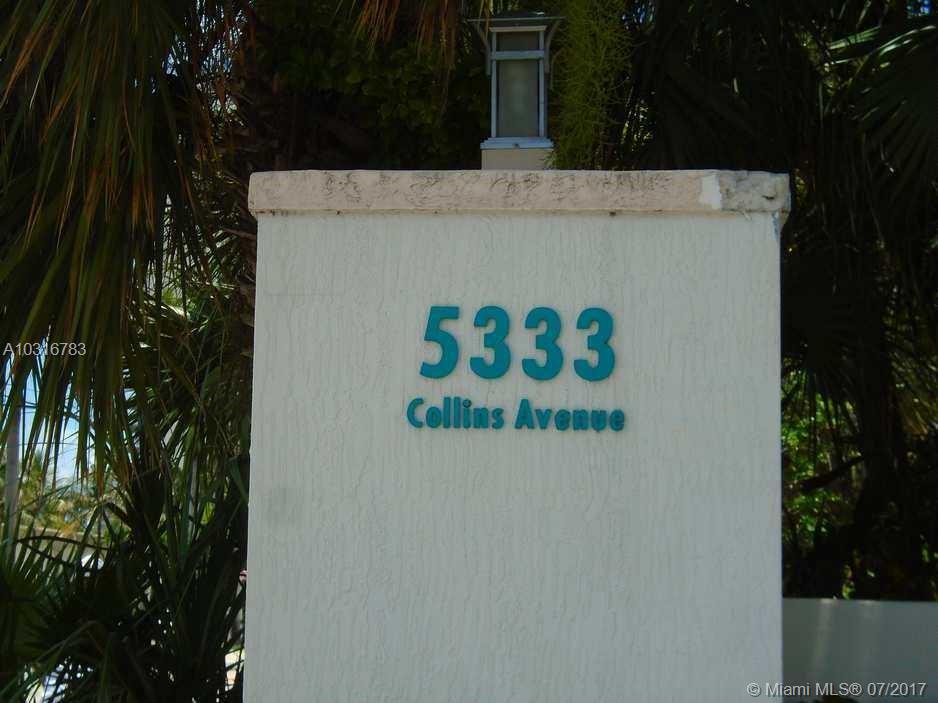 5333
Collins Avenue
A10316783
© Miami MLS® 07/2017